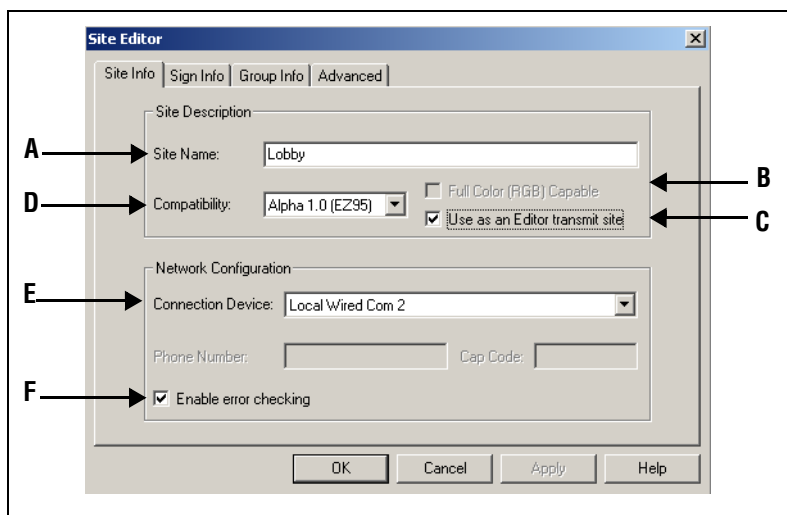 Site Editor
Site Info Sign Info Group Info Advanced
Site Description
A Site Name: Lobby
B Full Color (RGB) Capable
D Compatibility: Alpha 1.0 (EZ95)
C Use as an Editor transmit site
Network Configuration
E Connection Device: Local Wired Com 2
Phone Number: Cap Code:
F Enable error checking
OK Cancel Apply Help